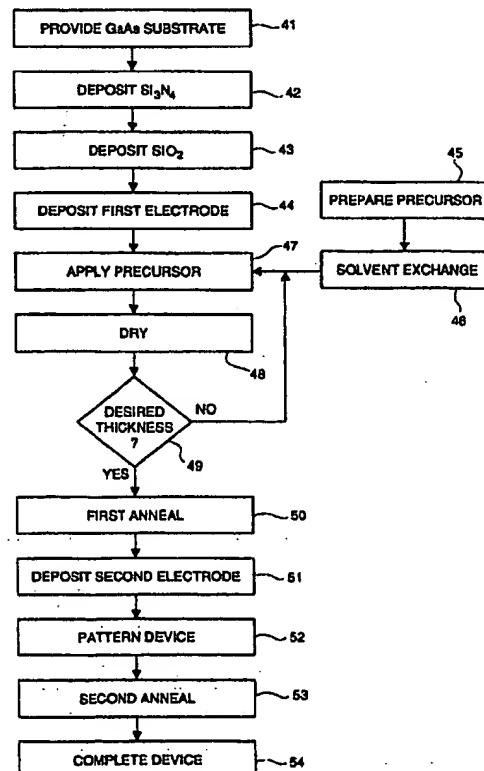 PROVIDE GaAs SUBSTRATE
41
DEPOSIT Si₃N₄
42
DEPOSIT SiO₂
43
DEPOSIT FIRST ELECTRODE
44
45
PREPARE PRECURSOR
APPLY PRECURSOR
47
SOLVENT EXCHANGE
46
DRY
48
DESIRED
THICKNESS
?
NO
49
YES
FIRST ANNEAL
50
DEPOSIT SECOND ELECTRODE
51
PATTERN DEVICE
52
SECOND ANNEAL
53
COMPLETE DEVICE
54